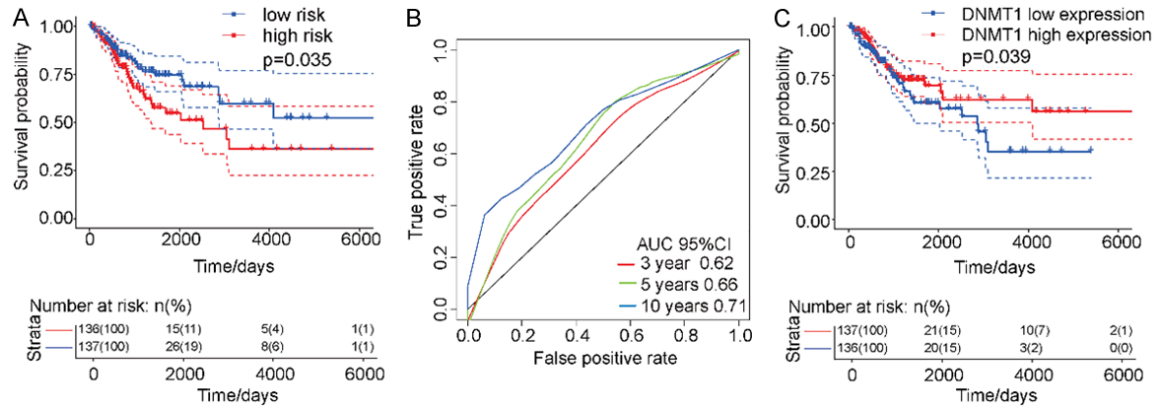 A
low risk
high risk
p=0.035
Survival probability
1.00
0.75
0.50
0.25
0.00
0
2000
4000
6000
Time/days
Number at risk: n(%)
Strata
136(100) 15(11) 5(4) 1(1)
137(100) 26(19) 8(6) 1(1)
0 2000 4000 6000
Time/days
B
True positive rate
1.0
0.8
0.6
0.4
0.2
0.0
AUC 95%CI
3 year 0.62
5 years 0.66
10 years 0.71
0.0 0.2 0.4 0.6 0.8 1.0
False positive rate
C
DNMT1 low expression
DNMT1 high expression
p=0.039
Survival probability
1.00
0.75
0.50
0.25
0.00
0 2000 4000 6000
Time/days
Number at risk: n(%)
Strata
137(100) 21(15) 10(7) 2(1)
136(100) 20(15) 3(2) 0(0)
0 2000 4000 6000
Time/days